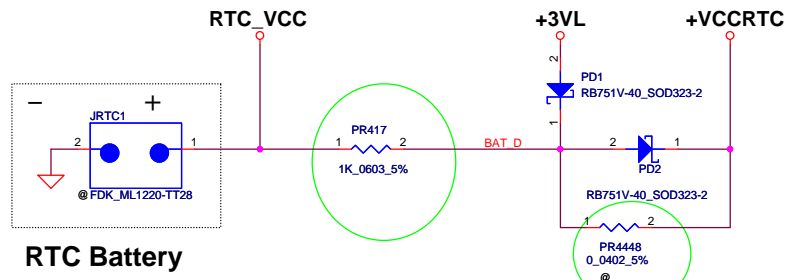 RTC_VCC
+3VL
+VCCRTC
2
PD1
RB751V-40_SOD323-2
1
− +
JRTC1
2 1
@ FDK_ML1220-TT28
PR417
1 2
1K_0603_5%
BAT_D
2 1
PD2
RB751V-40_SOD323-2
1 2
PR4448
0_0402_5%
@
RTC Battery